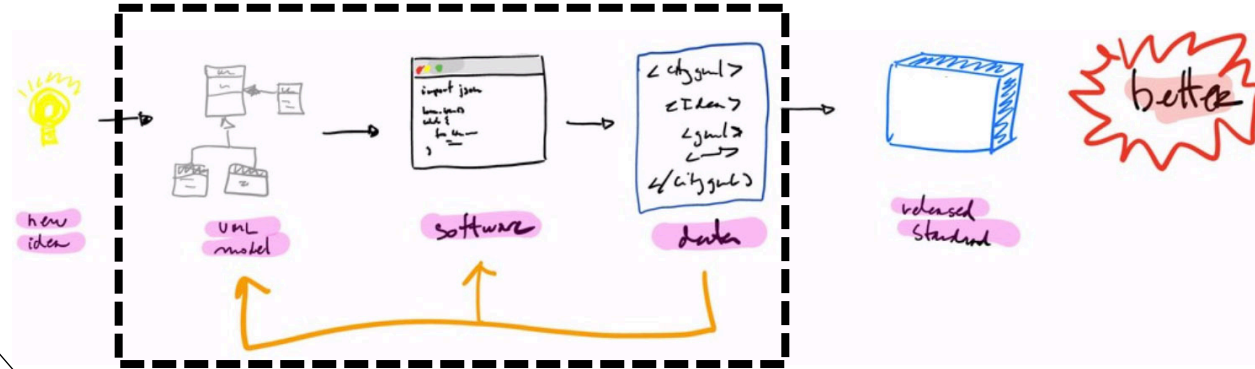 new
idea
UML
model
import json
software
<citygml>
<Idea>
<gml>
</citygml>
data
released
standard
better